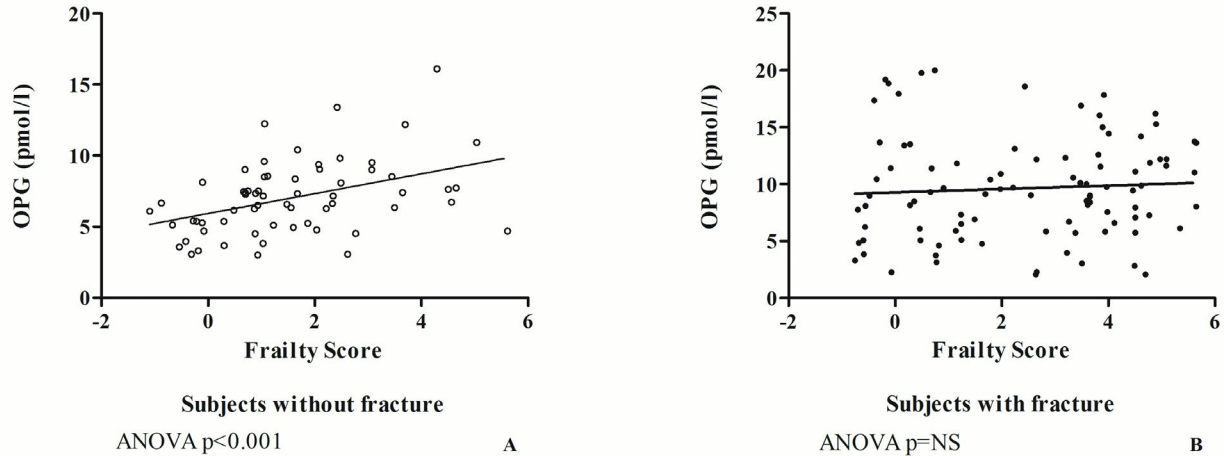 20
15
10
5
0
OPG (pmol/l)
-2 0 2 4 6
Frailty Score
Subjects without fracture
ANOVA p<0.001
A
25
20
15
10
5
0
OPG (pmol/l)
-2 0 2 4 6
Frailty Score
Subjects with fracture
ANOVA p=NS
B